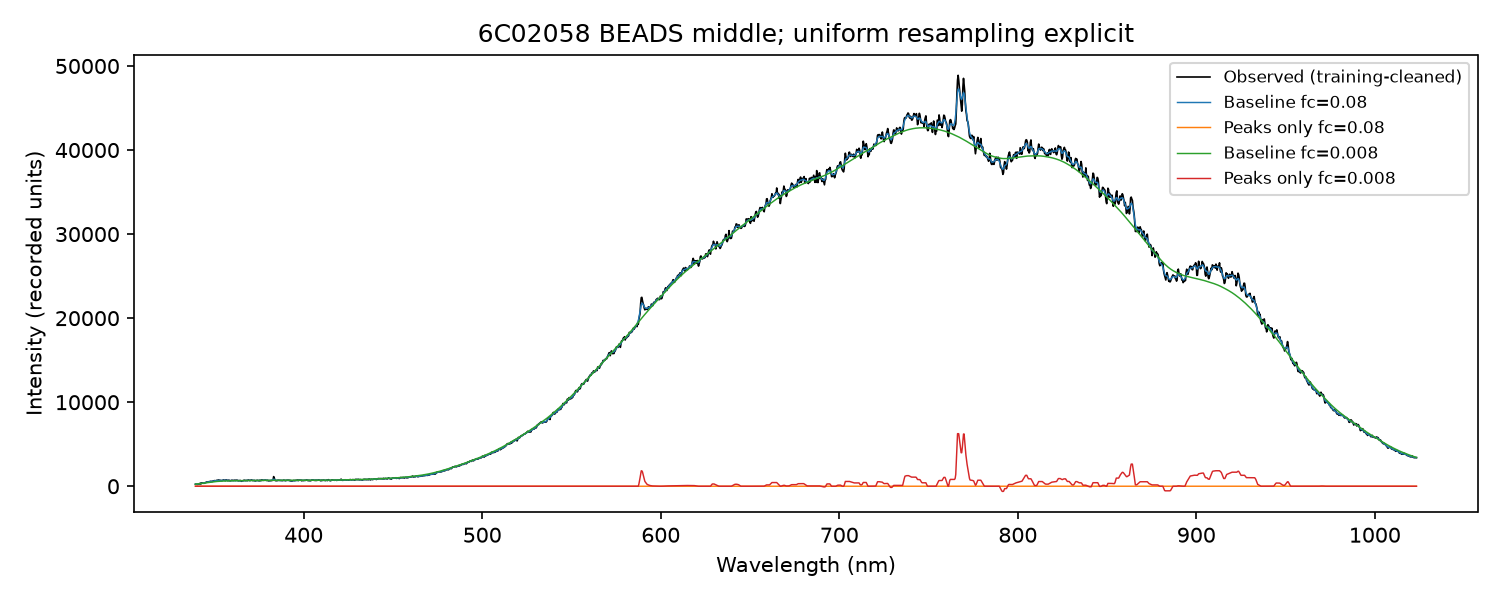 6C02058 BEADS middle; uniform resampling explicit
Observed (training-cleaned)
Baseline fc=0.08
Peaks only fc=0.08
Baseline fc=0.008
Peaks only fc=0.008
Intensity (recorded units)
50000
40000
30000
20000
10000
0
400 500 600 700 800 900 1000
Wavelength (nm)